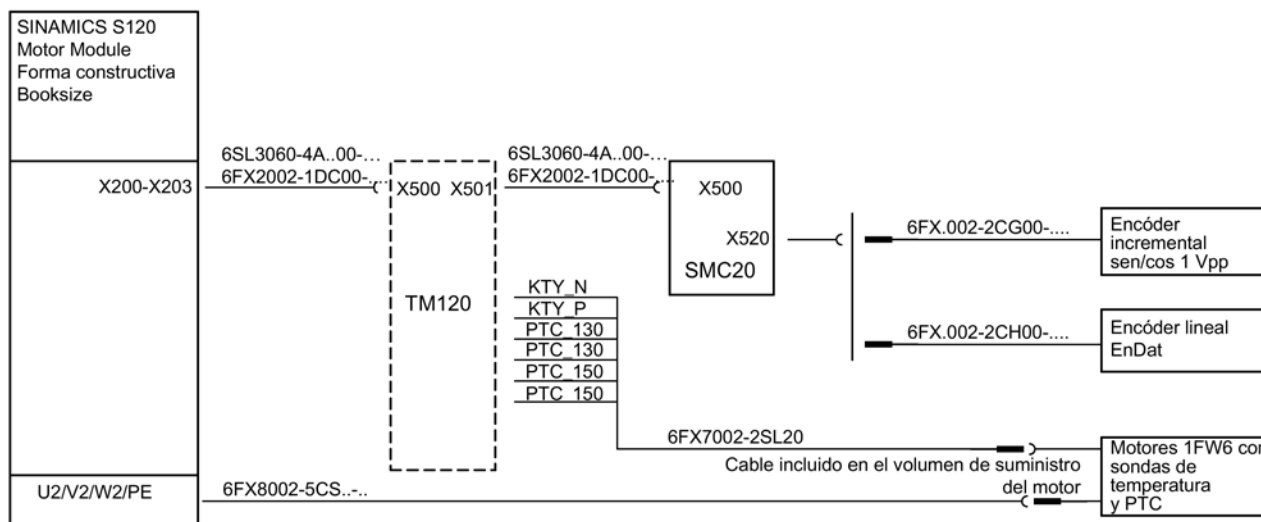 SINAMICS S120
Motor Module
Forma constructiva
Booksize
X200-X203
6SL3060-4A..00-...
6FX2002-1DC00-....
X500 X501
TM120
6SL3060-4A..00-...
6FX2002-1DC00-....
X500
X520
SMC20
6FX.002-2CG00-....
Encóder
incremental
sen/cos 1 Vpp
6FX.002-2CH00-....
Encóder lineal
EnDat
KTY_N
KTY_P
PTC_130
PTC_130
PTC_150
PTC_150
6FX7002-2SL20
Cable incluido en el volumen de suministro
del motor
Motores 1FW6 con
sondas de
temperatura
y PTC
U2/V2/W2/PE
6FX8002-5CS..-..